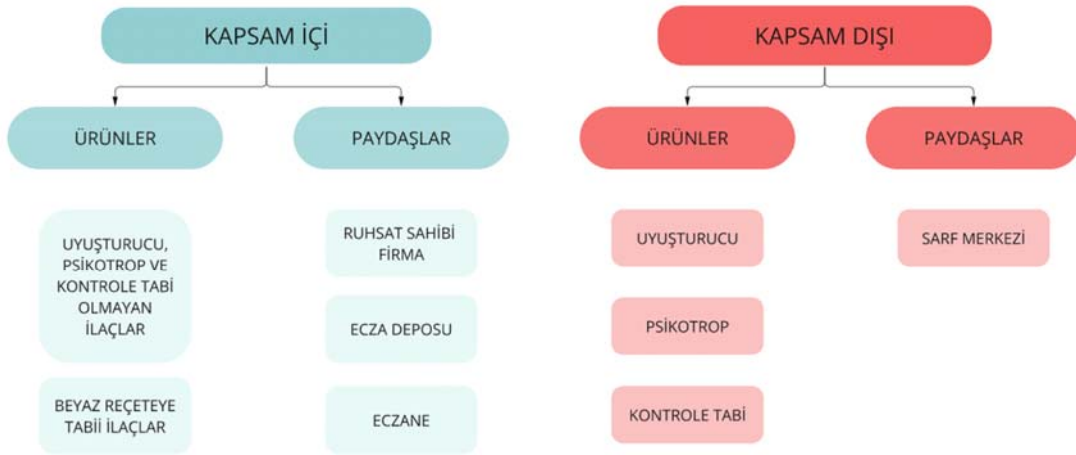 KAPSAM İÇİ
ÜRÜNLER
PAYDAŞLAR
UYUŞTURUCU,
PSİKOTROP VE
KONTROLE TABİ
OLMAYAN
İLAÇLAR
BEYAZ REÇETEYE
TABİİ İLAÇLAR
RUHSAT SAHİBİ
FİRMA
ECZA DEPOSU
ECZANE
KAPSAM DIŞI
ÜRÜNLER
PAYDAŞLAR
UYUŞTURUCU
PSİKOTROP
KONTROLE TABİ
SARF MERKEZİ